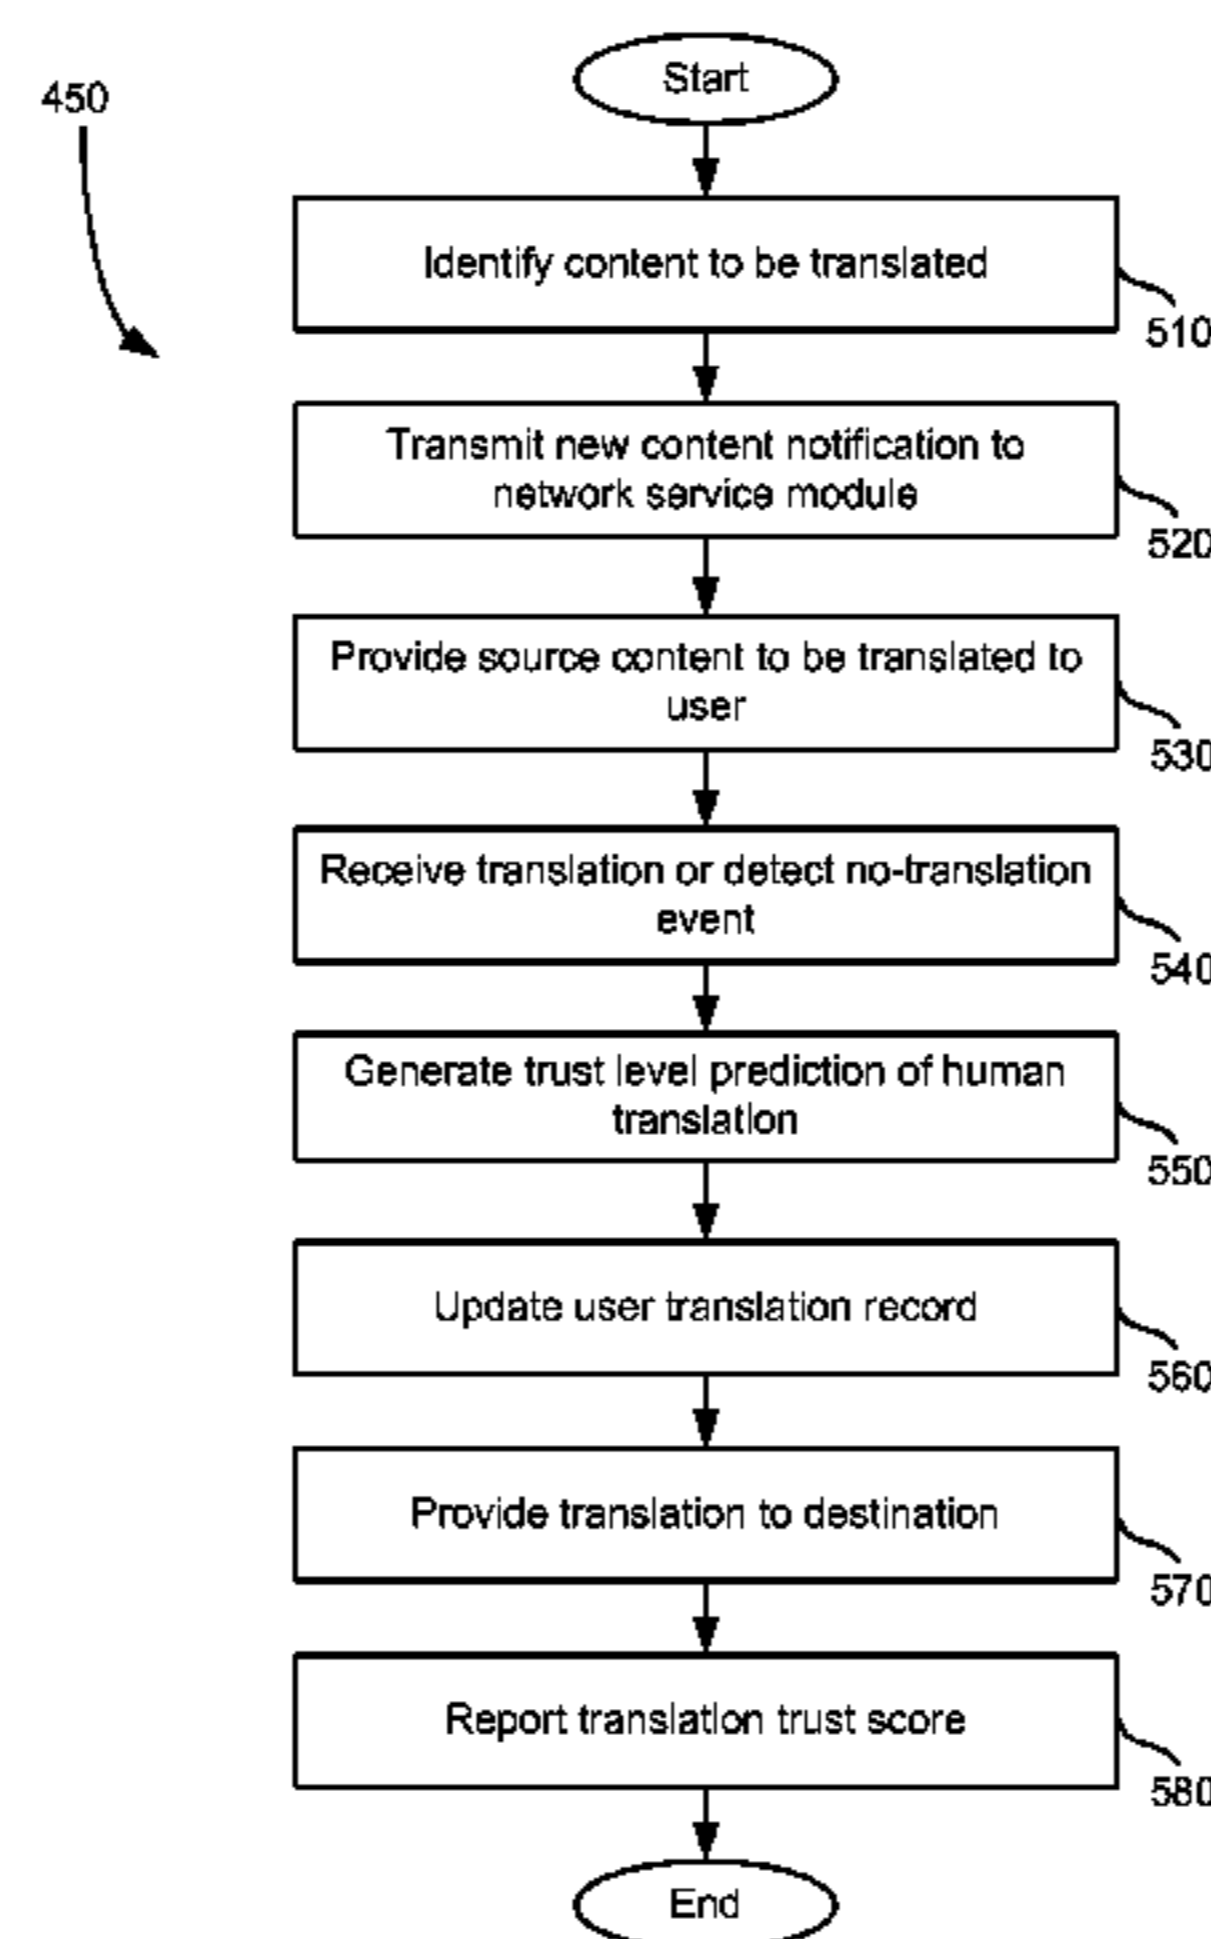 Start
450
Identify content to be translated
510
Transmit new content notification to
network service module
520
Provide source content to be translated to
user
530
Receive translation or detect no-translation
event
540
Generate trust level prediction of human
translation
550
Update user translation record
560
Provide translation to destination
570
Report translation trust score
580
End